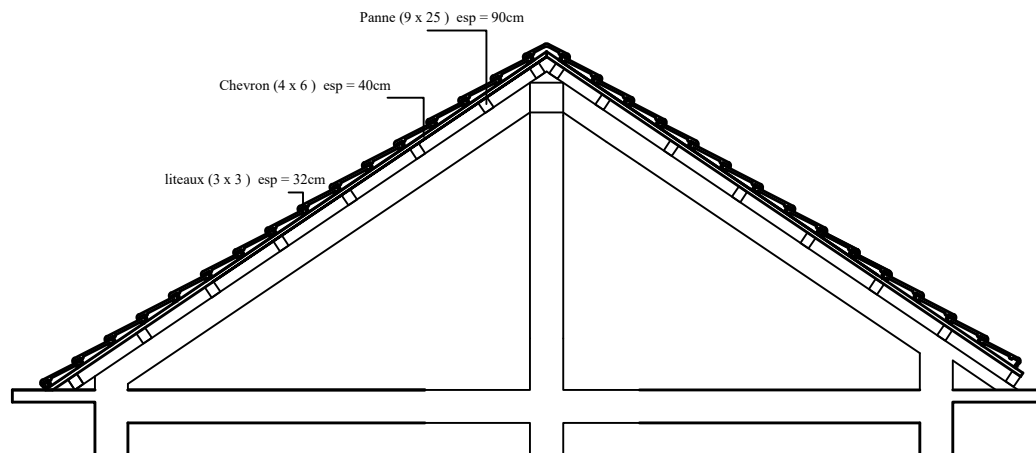 Panne (9 x 25 ) esp = 90cm
Chevron (4 x 6 ) esp = 40cm
liteaux (3 x 3 ) esp = 32cm